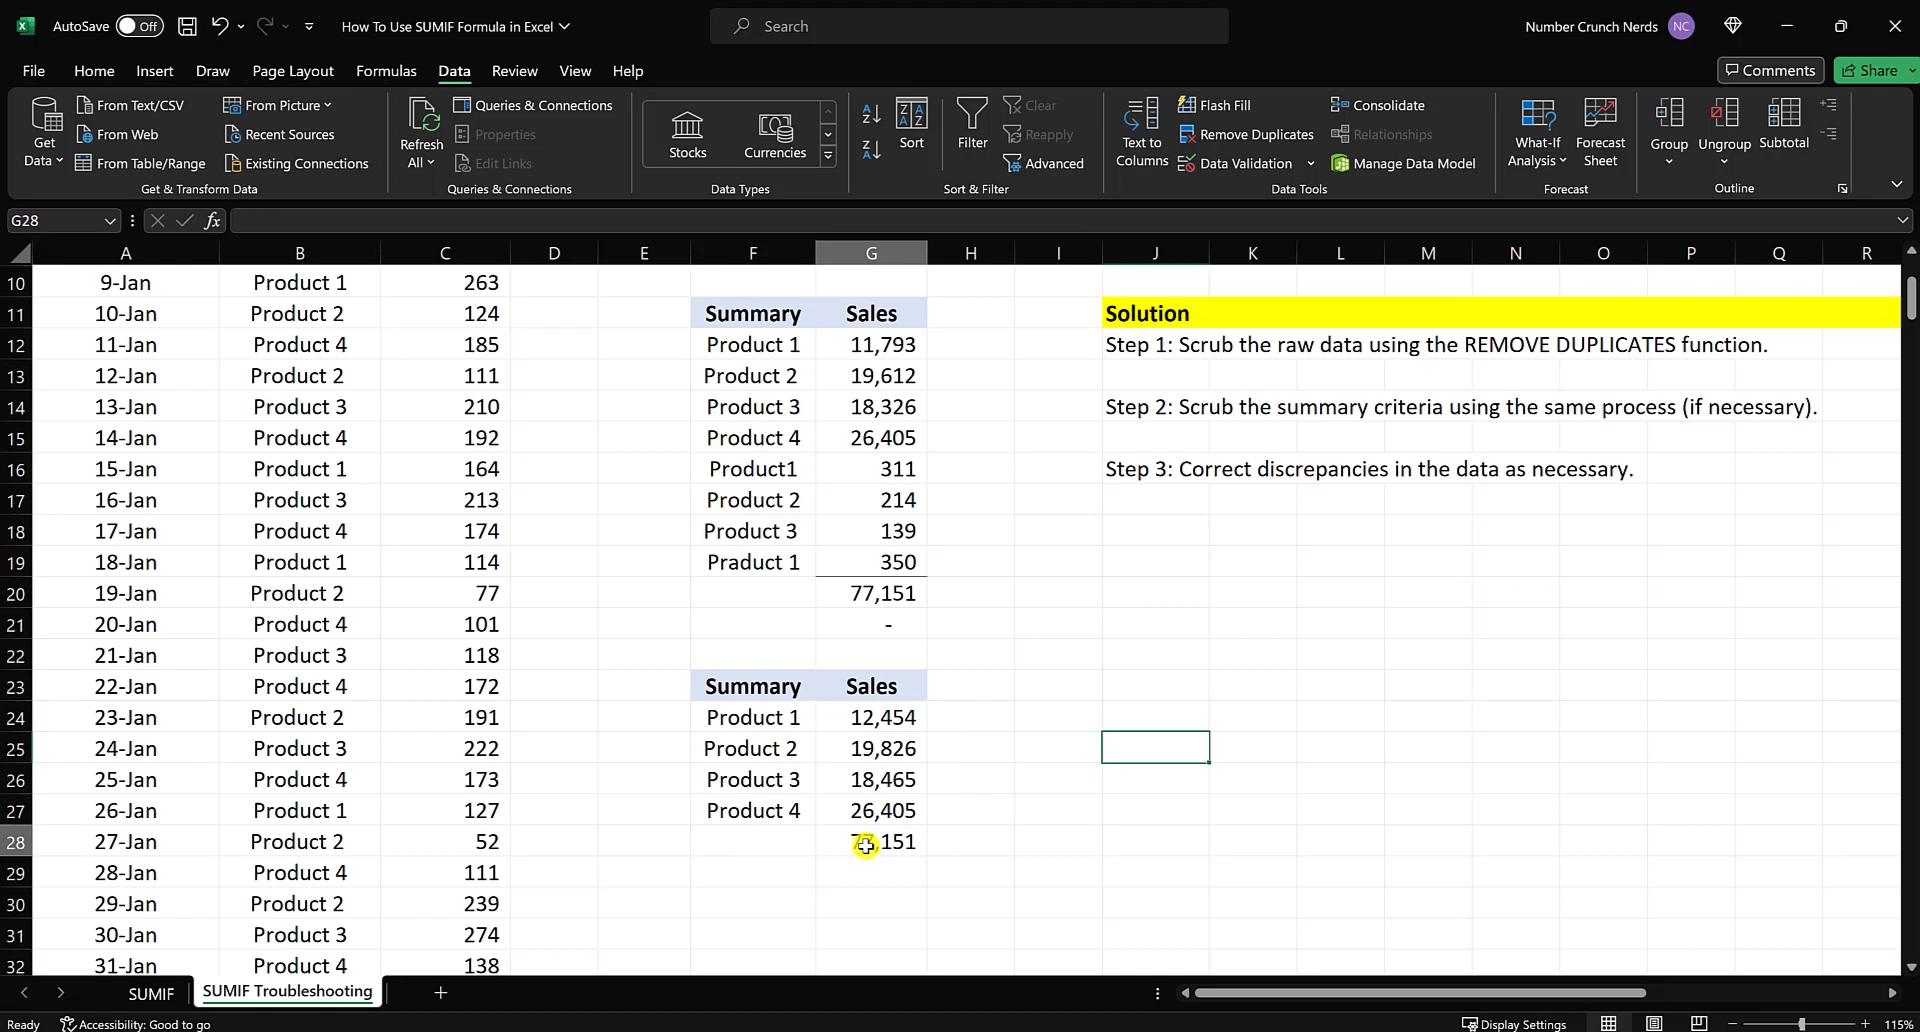 AutoSave Off How To Use SUMIF Formula in Excel Search Number Crunch Nerds NC
File Home Insert Draw Page Layout Formulas Data Review View Help Comments Share
Get Data
From Text/CSV
From Web
From Table/Range
From Picture
Recent Sources
Existing Connections
Get & Transform Data
Refresh All
Queries & Connections
Properties
Edit Links
Queries & Connections
Stocks
Currencies
Data Types
Sort
Filter
Clear
Reapply
Advanced
Sort & Filter
Text to Columns
Flash Fill
Remove Duplicates
Data Validation
Consolidate
Relationships
Manage Data Model
Data Tools
What-If Analysis
Forecast Sheet
Forecast
Group
Ungroup
Subtotal
Outline
G28 fx
A B C D E F G H I J K L M N O P Q R
10 9-Jan Product 1 263
11 10-Jan Product 2 124 Summary Sales Solution
12 11-Jan Product 4 185 Product 1 11,793 Step 1: Scrub the raw data using the REMOVE DUPLICATES function.
13 12-Jan Product 2 111 Product 2 19,612
14 13-Jan Product 3 210 Product 3 18,326 Step 2: Scrub the summary criteria using the same process (if necessary).
15 14-Jan Product 4 192 Product 4 26,405
16 15-Jan Product 1 164 Product1 311 Step 3: Correct discrepancies in the data as necessary.
17 16-Jan Product 3 213 Product 2 214
18 17-Jan Product 4 174 Product 3 139
19 18-Jan Product 1 114 Praduct 1 350
20 19-Jan Product 2 77 77,151
21 20-Jan Product 4 101 -
22 21-Jan Product 3 118
23 22-Jan Product 4 172 Summary Sales
24 23-Jan Product 2 191 Product 1 12,454
25 24-Jan Product 3 222 Product 2 19,826
26 25-Jan Product 4 173 Product 3 18,465
27 26-Jan Product 1 127 Product 4 26,405
28 27-Jan Product 2 52 77,151
29 28-Jan Product 4 111
30 29-Jan Product 2 239
31 30-Jan Product 3 274
32 31-Jan Product 4 138
SUMIF SUMIF Troubleshooting
Ready Accessibility: Good to go Display Settings 115%